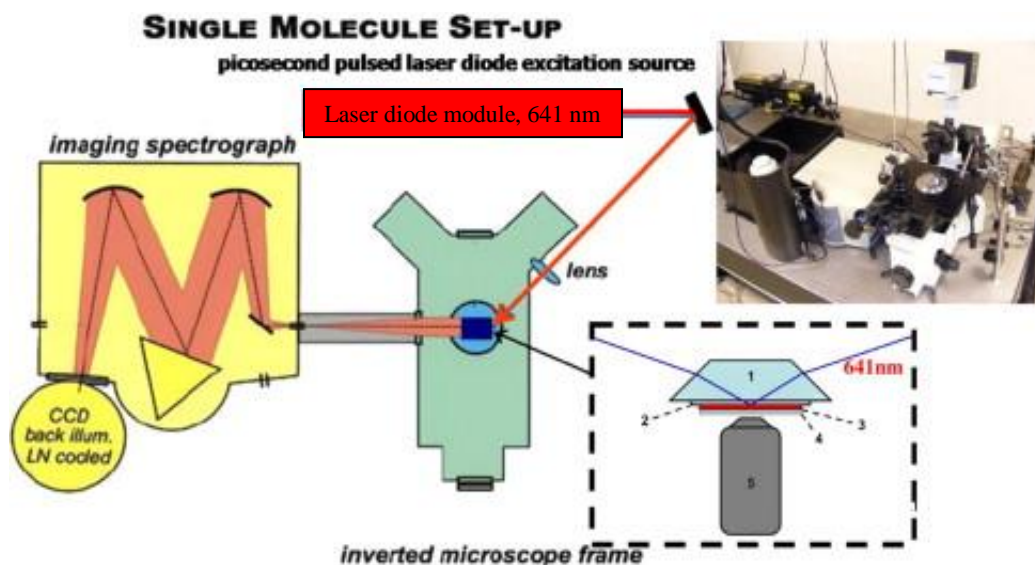 SINGLE MOLECULE SET-UP
picosecond pulsed laser diode excitation source
Laser diode module, 641 nm
imaging spectrograph
lens
CCD
back illum.
LN cooled
641nm
1
2
3
4
5
inverted microscope frame